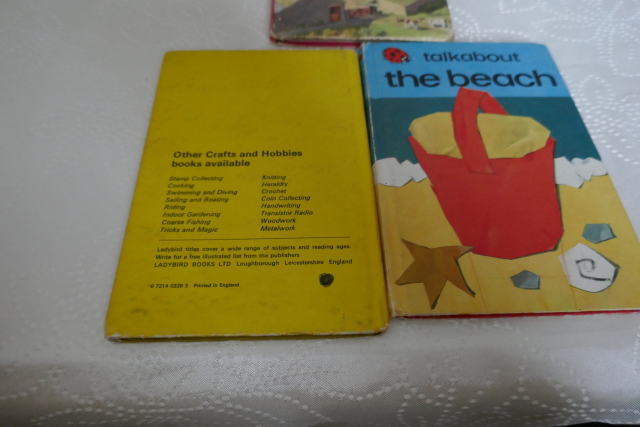 Other Crafts and Hobbies
books available
Stamp Collecting
Cooking
Swimming and Diving
Sailing and Boating
Riding
Indoor Gardening
Coarse Fishing
Tricks and Magic
Knitting
Heraldry
Crochet
Coin Collecting
Handwriting
Transistor Radio
Woodwork
Metalwork
Ladybird titles cover a wide range of subjects and reading ages.
Write for a free illustrated list from the publishers
LADYBIRD BOOKS LTD Loughborough Leicestershire England
Printed in England
talkabout
the beach